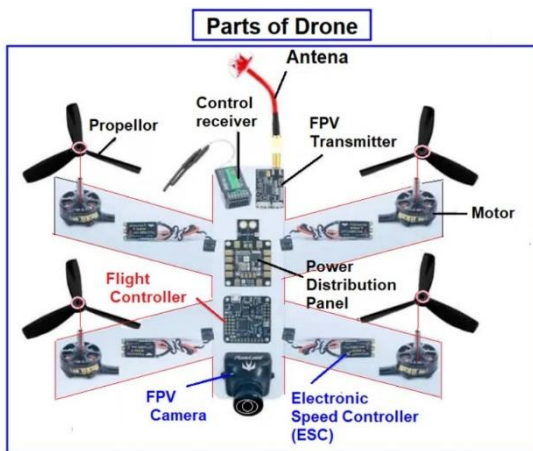 Parts of Drone
Antena
Control
receiver
FPV
Transmitter
Propellor
Motor
Power
Distribution
Panel
Flight
Controller
FPV
Camera
Electronic
Speed Controller
(ESC)